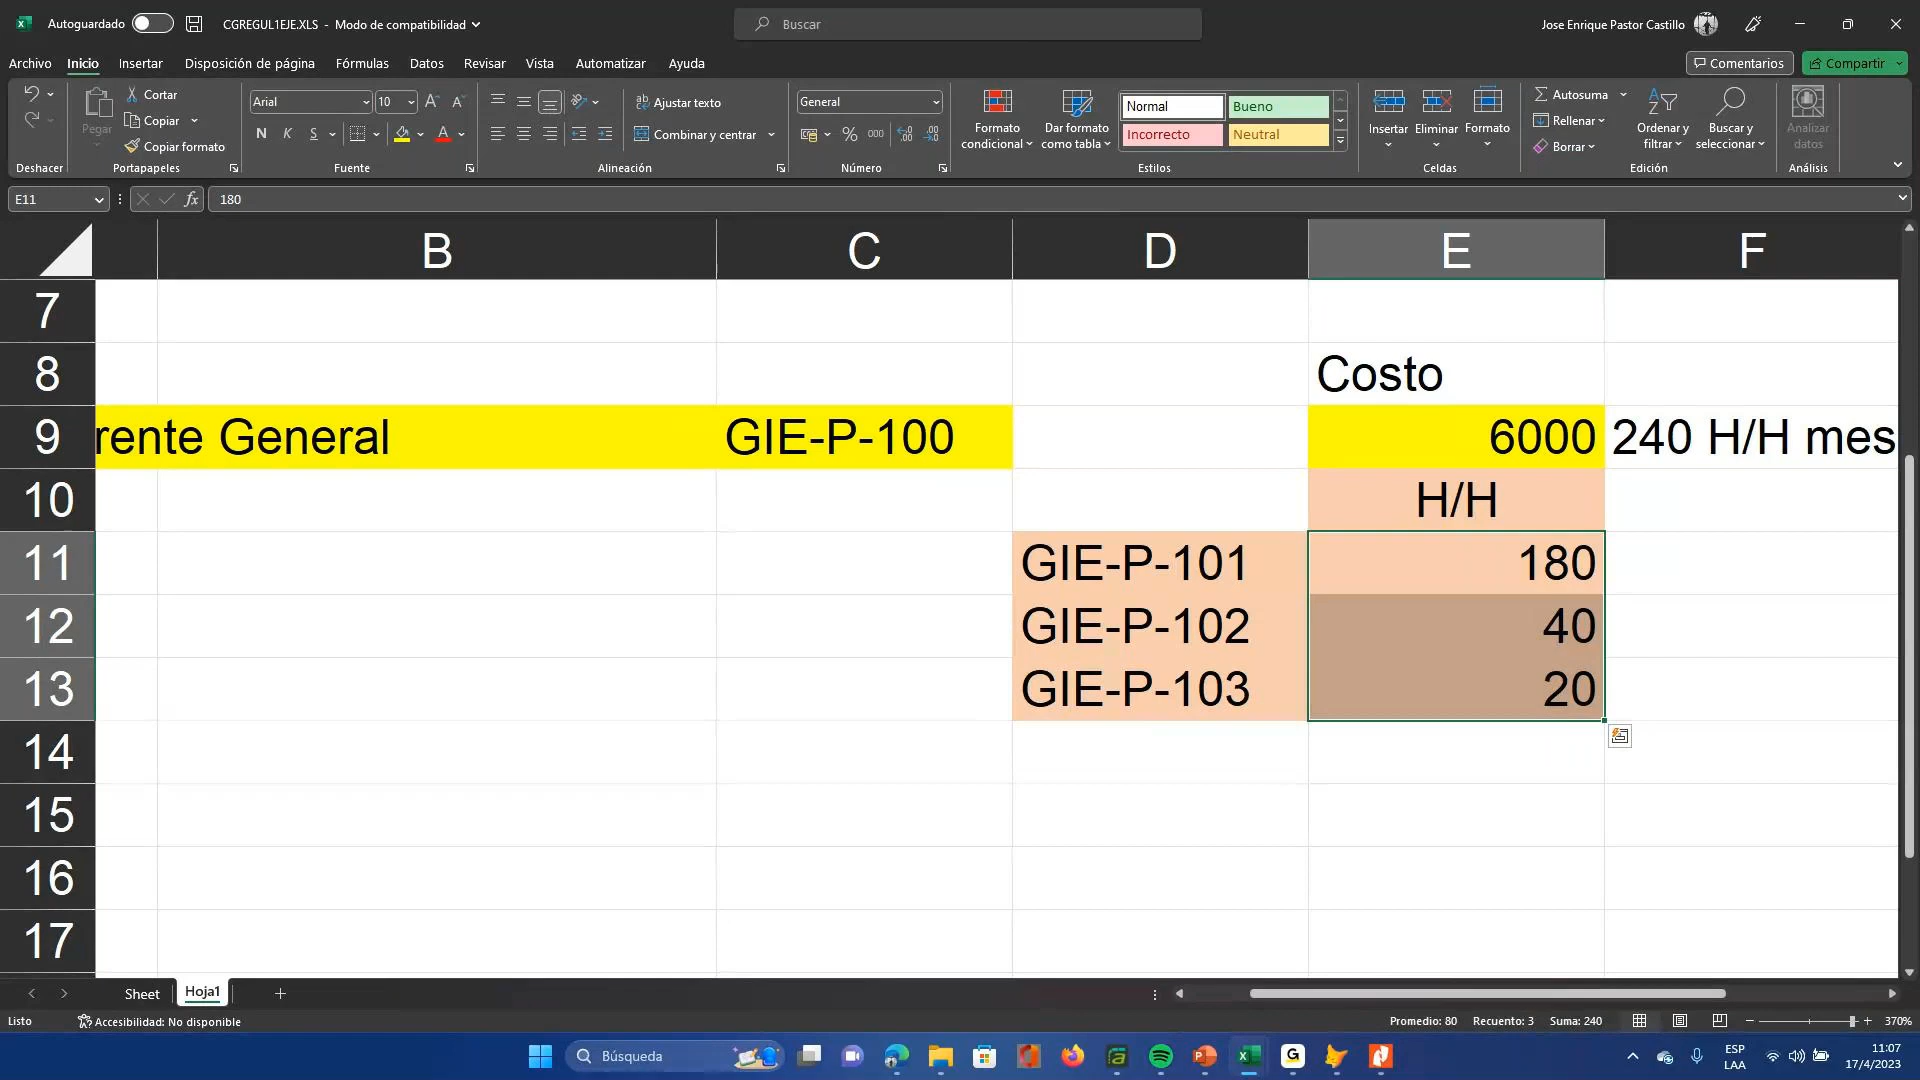 Autoguardado
CGREGUL1EJE.XLS - Modo de compatibilidad
Buscar
Jose Enrique Pastor Castillo
Archivo
Inicio
Insertar
Disposición de página
Fórmulas
Datos
Revisar
Vista
Automatizar
Ayuda
Comentarios
Compartir
Pegar
Cortar
Copiar
Copiar formato
Arial
10
N K S
Ajustar texto
Combinar y centrar
General
% 000
Formato condicional
Dar formato como tabla
Normal
Bueno
Incorrecto
Neutral
Insertar
Eliminar
Formato
Autosuma
Rellenar
Borrar
Ordenar y filtrar
Buscar y seleccionar
Analizar datos
Deshacer
Portapapeles
Fuente
Alineación
Número
Estilos
Celdas
Edición
Análisis
E11
fx
180
B C D E F
7
8 Costo
9 rente General GIE-P-100 6000 240 H/H mes
10 H/H
11 GIE-P-101 180
12 GIE-P-102 40
13 GIE-P-103 20
14
15
16
17
Sheet
Hoja1
Listo
Accesibilidad: No disponible
Promedio: 80
Recuento: 3
Suma: 240
370%
Búsqueda
ESP
LAA
11:07
17/4/2023